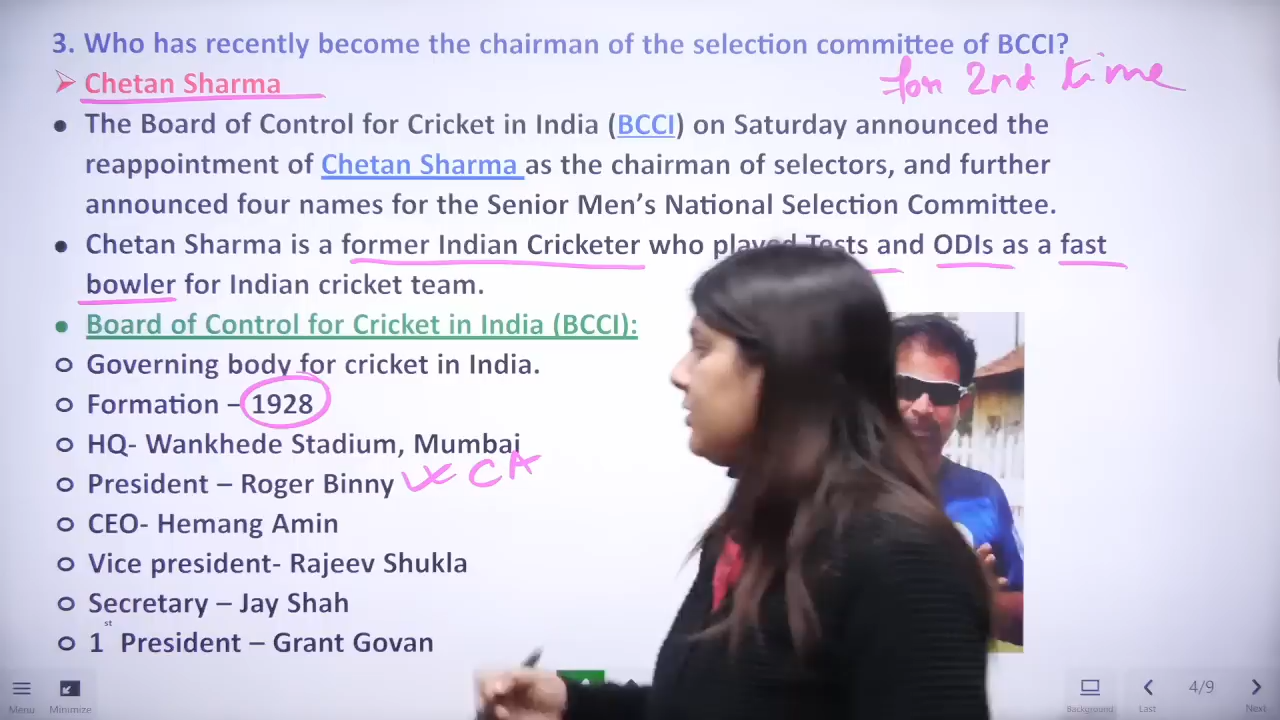 3. Who has recently become the chairman of the selection committee of BCCI?
Chetan Sharma
for 2nd time
The Board of Control for Cricket in India (BCCI) on Saturday announced the
reappointment of Chetan Sharma as the chairman of selectors, and further
announced four names for the Senior Men's National Selection Committee.
Chetan Sharma is a former Indian Cricketer who played Tests and ODIs as a fast
bowler for Indian cricket team.
Board of Control for Cricket in India (BCCI):
Governing body for cricket in India.
Formation – 1928
HQ- Wankhede Stadium, Mumbai
President – Roger Binny CA
CEO- Hemang Amin
Vice president- Rajeev Shukla
Secretary – Jay Shah
1st President – Grant Govan
Menu
Minimize
Background
Last
4/9
Next